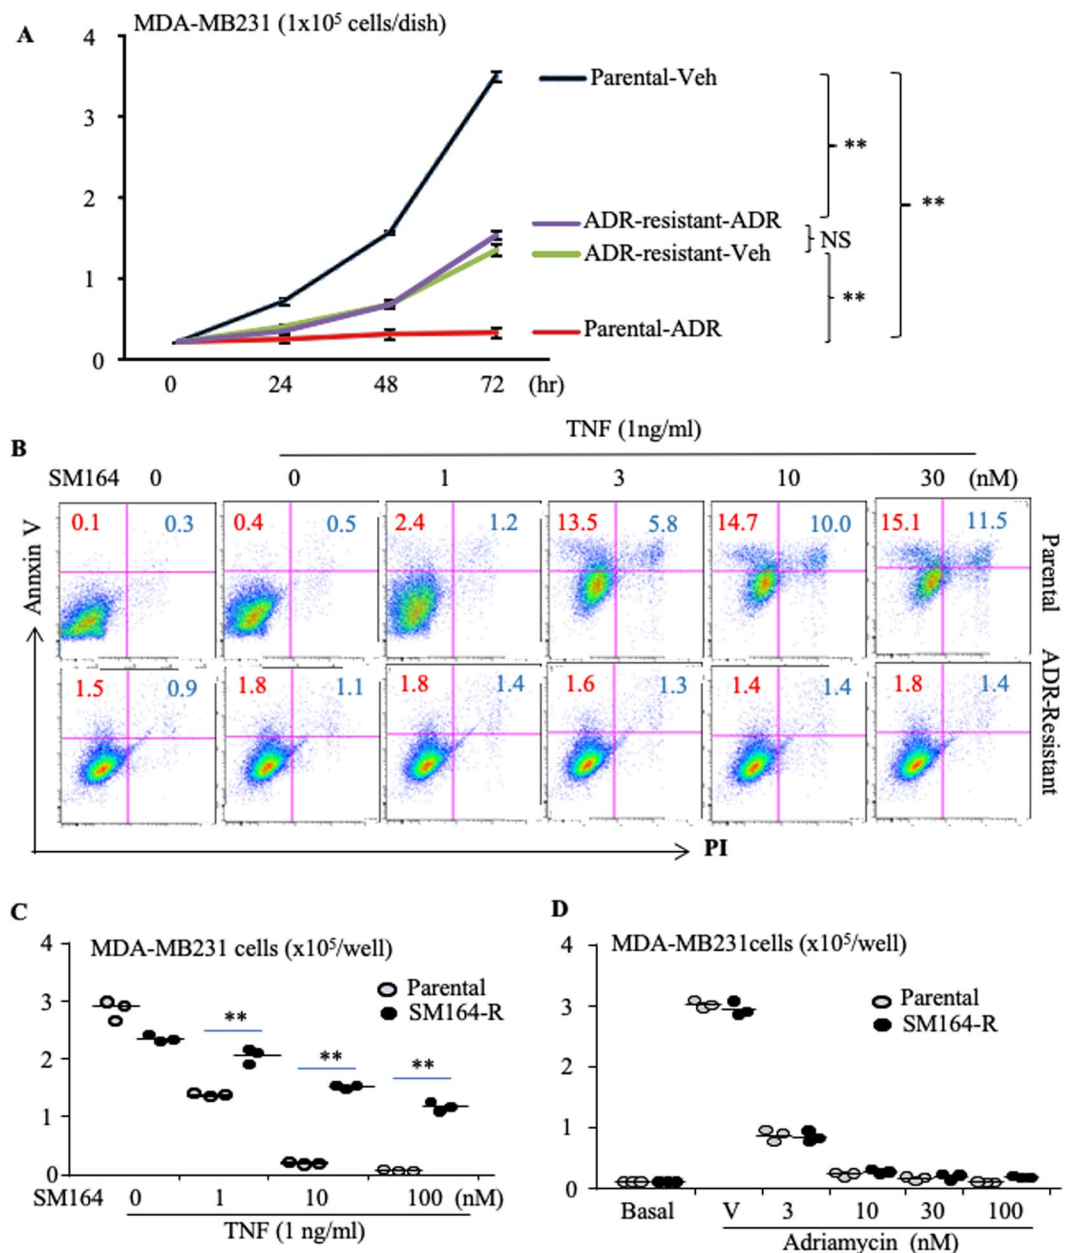 A
MDA-MB231 (1x10⁵ cells/dish)
4
3
2
1
0
0 24 48 72 (hr)
Parental-Veh
ADR-resistant-ADR
ADR-resistant-Veh
Parental-ADR
**
NS
**
**
B
TNF (1ng/ml)
SM164 0 0 1 3 10 30 (nM)
0.1 0.3 0.4 0.5 2.4 1.2 13.5 5.8 14.7 10.0 15.1 11.5
1.5 0.9 1.8 1.1 1.8 1.4 1.6 1.3 1.4 1.4 1.8 1.4
Annxin V
Parental
ADR-Resistant
PI
C
MDA-MB231 cells (x10⁵/well)
Parental
SM164-R
4
3
2
1
0
** ** **
SM164 0 1 10 100 (nM)
TNF (1 ng/ml)
D
MDA-MB231cells (x10⁵/well)
Parental
SM164-R
4
3
2
1
0
Basal V 3 10 30 100
Adriamycin (nM)